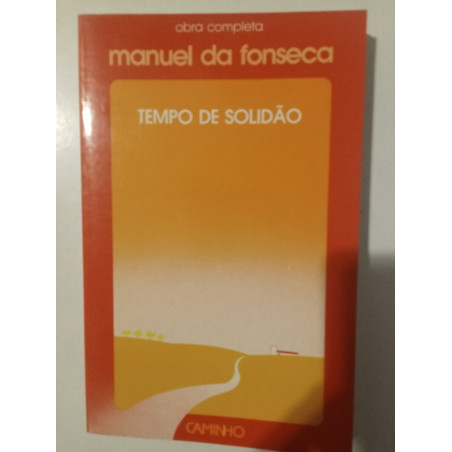 obra completa
manuel da fonseca
TEMPO DE SOLIDÃO
CAMINHO